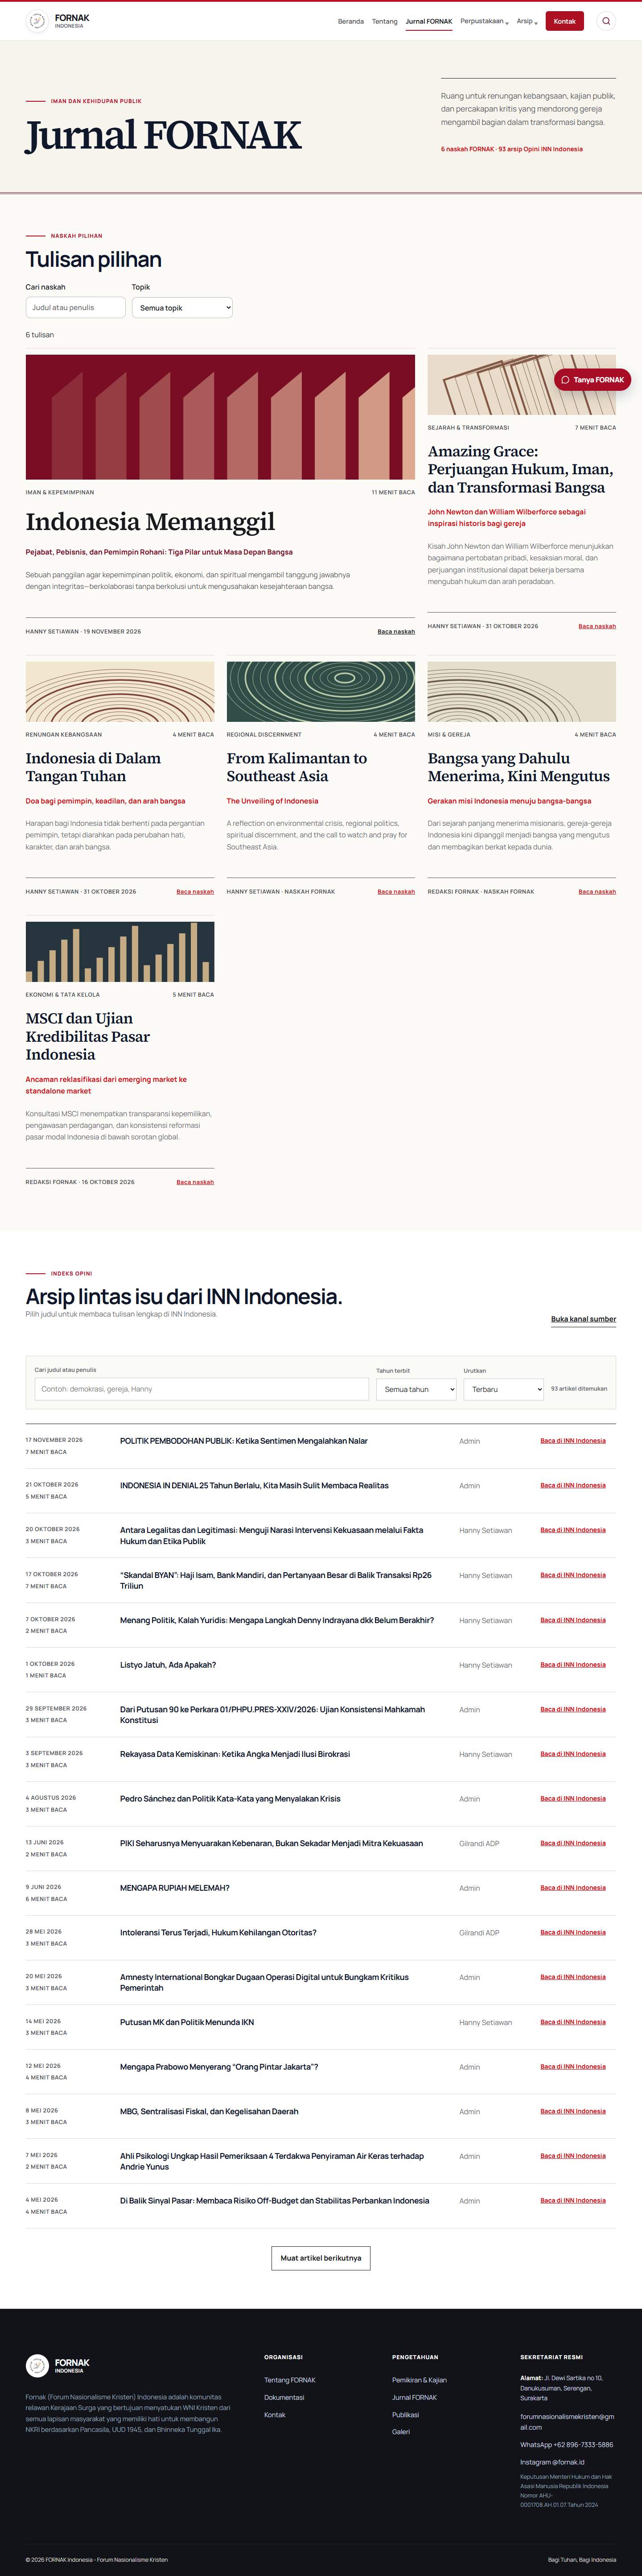 FORNAK
INDONESIA
Beranda
Tentang
Jurnal FORNAK
Perpustakaan
Arsip
Kontak
IMAN DAN KEHIDUPAN PUBLIK
Jurnal FORNAK
Ruang untuk renungan kebangsaan, kajian publik,
dan percakapan kritis yang mendorong gereja
mengambil bagian dalam transformasi bangsa.
6 naskah FORNAK · 93 arsip Opini INN Indonesia
NASKAH PILIHAN
Tulisan pilihan
Cari naskah
Topik
Judul atau penulis
Semua topik
6 tulisan
Tanya FORNAK
IMAN & KEPEMIMPINAN
11 MENIT BACA
Indonesia Memanggil
Pejabat, Pebisnis, dan Pemimpin Rohani: Tiga Pilar untuk Masa Depan Bangsa
Sebuah panggilan agar kepemimpinan politik, ekonomi, dan spiritual mengambil tanggung jawabnya
dengan integritas—berkolaborasi tanpa berkolusi untuk mengusahakan kesejahteraan bangsa.
HANNY SETIAWAN · 19 NOVEMBER 2026
Baca naskah
SEJARAH & TRANSFORMASI
7 MENIT BACA
Amazing Grace:
Perjuangan Hukum, Iman,
dan Transformasi Bangsa
John Newton dan William Wilberforce sebagai
inspirasi historis bagi gereja
Kisah John Newton dan William Wilberforce menunjukkan
bagaimana pertobatan pribadi, kesaksian moral, dan
perjuangan institusional dapat bekerja bersama
mengubah hukum dan arah peradaban.
HANNY SETIAWAN · 31 OKTOBER 2026
Baca naskah
RENUNGAN KEBANGSAAN
4 MENIT BACA
Indonesia di Dalam
Tangan Tuhan
Doa bagi pemimpin, keadilan, dan arah bangsa
Harapan bagi Indonesia tidak berhenti pada pergantian
pemimpin, tetapi diarahkan pada perubahan hati,
karakter, dan arah bangsa.
HANNY SETIAWAN · 31 OKTOBER 2026
Baca naskah
REGIONAL DISCERNMENT
4 MENIT BACA
From Kalimantan to
Southeast Asia
The Unveiling of Indonesia
A reflection on environmental crisis, regional politics,
spiritual discernment, and the call to watch and pray for
Southeast Asia.
HANNY SETIAWAN · NASKAH FORNAK
Baca naskah
MISI & GEREJA
4 MENIT BACA
Bangsa yang Dahulu
Menerima, Kini Mengutus
Gerakan misi Indonesia menuju bangsa-bangsa
Dari sejarah panjang menerima misionaris, gereja-gereja
Indonesia kini dipanggil menjadi bangsa yang mengutus
dan membagikan berkat kepada dunia.
REDAKSI FORNAK · NASKAH FORNAK
Baca naskah
EKONOMI & TATA KELOLA
5 MENIT BACA
MSCI dan Ujian
Kredibilitas Pasar
Indonesia
Ancaman reklasifikasi dari emerging market ke
standalone market
Konsultasi MSCI menempatkan transparansi kepemilikan,
pengawasan perdagangan, dan konsistensi reformasi
pasar modal Indonesia di bawah sorotan global.
REDAKSI FORNAK · 16 OKTOBER 2026
Baca naskah
INDEKS OPINI
Arsip lintas isu dari INN Indonesia.
Pilih judul untuk membaca tulisan lengkap di INN Indonesia.
Buka kanal sumber
Cari judul atau penulis
Tahun terbit
Urutkan
Contoh: demokrasi, gereja, Hanny
Semua tahun
Terbaru
93 artikel ditemukan
17 NOVEMBER 2026
7 MENIT BACA
POLITIK PEMBODOHAN PUBLIK: Ketika Sentimen Mengalahkan Nalar
Admin
Baca di INN Indonesia
21 OKTOBER 2026
5 MENIT BACA
INDONESIA IN DENIAL 25 Tahun Berlalu, Kita Masih Sulit Membaca Realitas
Admin
Baca di INN Indonesia
20 OKTOBER 2026
3 MENIT BACA
Antara Legalitas dan Legitimasi: Menguji Narasi Intervensi Kekuasaan melalui Fakta
Hukum dan Etika Publik
Hanny Setiawan
Baca di INN Indonesia
17 OKTOBER 2026
7 MENIT BACA
“Skandal BYAN”: Haji Isam, Bank Mandiri, dan Pertanyaan Besar di Balik Transaksi Rp26
Triliun
Hanny Setiawan
Baca di INN Indonesia
7 OKTOBER 2026
2 MENIT BACA
Menang Politik, Kalah Yuridis: Mengapa Langkah Denny Indrayana dkk Belum Berakhir?
Hanny Setiawan
Baca di INN Indonesia
1 OKTOBER 2026
1 MENIT BACA
Listyo Jatuh, Ada Apakah?
Hanny Setiawan
Baca di INN Indonesia
29 SEPTEMBER 2026
3 MENIT BACA
Dari Putusan 90 ke Perkara 01/PHPU.PRES-XXIV/2026: Ujian Konsistensi Mahkamah
Konstitusi
Admin
Baca di INN Indonesia
3 SEPTEMBER 2026
3 MENIT BACA
Rekayasa Data Kemiskinan: Ketika Angka Menjadi Ilusi Birokrasi
Hanny Setiawan
Baca di INN Indonesia
4 AGUSTUS 2026
3 MENIT BACA
Pedro Sánchez dan Politik Kata-Kata yang Menyalakan Krisis
Admin
Baca di INN Indonesia
13 JUNI 2026
2 MENIT BACA
PIKI Seharusnya Menyuarakan Kebenaran, Bukan Sekadar Menjadi Mitra Kekuasaan
Gilrandi ADP
Baca di INN Indonesia
9 JUNI 2026
6 MENIT BACA
MENGAPA RUPIAH MELEMAH?
Admin
Baca di INN Indonesia
28 MEI 2026
3 MENIT BACA
Intoleransi Terus Terjadi, Hukum Kehilangan Otoritas?
Gilrandi ADP
Baca di INN Indonesia
20 MEI 2026
3 MENIT BACA
Amnesty International Bongkar Dugaan Operasi Digital untuk Bungkam Kritikus
Pemerintah
Admin
Baca di INN Indonesia
14 MEI 2026
3 MENIT BACA
Putusan MK dan Politik Menunda IKN
Hanny Setiawan
Baca di INN Indonesia
12 MEI 2026
4 MENIT BACA
Mengapa Prabowo Menyerang “Orang Pintar Jakarta”?
Admin
Baca di INN Indonesia
8 MEI 2026
3 MENIT BACA
MBG, Sentralisasi Fiskal, dan Kegelisahan Daerah
Admin
Baca di INN Indonesia
7 MEI 2026
2 MENIT BACA
Ahli Psikologi Ungkap Hasil Pemeriksaan 4 Terdakwa Penyiraman Air Keras terhadap
Andrie Yunus
Admin
Baca di INN Indonesia
4 MEI 2026
4 MENIT BACA
Di Balik Sinyal Pasar: Membaca Risiko Off-Budget dan Stabilitas Perbankan Indonesia
Admin
Baca di INN Indonesia
Muat artikel berikutnya
FORNAK
INDONESIA
Fornak (Forum Nasionalisme Kristen) Indonesia adalah komunitas
relawan Kerajaan Surga yang bertujuan menyatukan WNI Kristen dari
semua lapisan masyarakat yang memiliki hati untuk membangun
NKRI berdasarkan Pancasila, UUD 1945, dan Bhinneka Tunggal Ika.
ORGANISASI
Tentang FORNAK
Dokumentasi
Kontak
PENGETAHUAN
Pemikiran & Kajian
Jurnal FORNAK
Publikasi
Galeri
SEKRETARIAT RESMI
Alamat: Jl. Dewi Sartika no 10,
Danukusuman, Serengan,
Surakarta
forumnasionalismekristen@gm
ail.com
WhatsApp +62 896-7333-5886
Instagram @fornak.id
Keputusan Menteri Hukum dan Hak
Asasi Manusia Republik Indonesia
Nomor AHU-
0001708.AH.01.07.Tahun 2024
© 2026 FORNAK Indonesia - Forum Nasionalisme Kristen
Bagi Tuhan, Bagi Indonesia